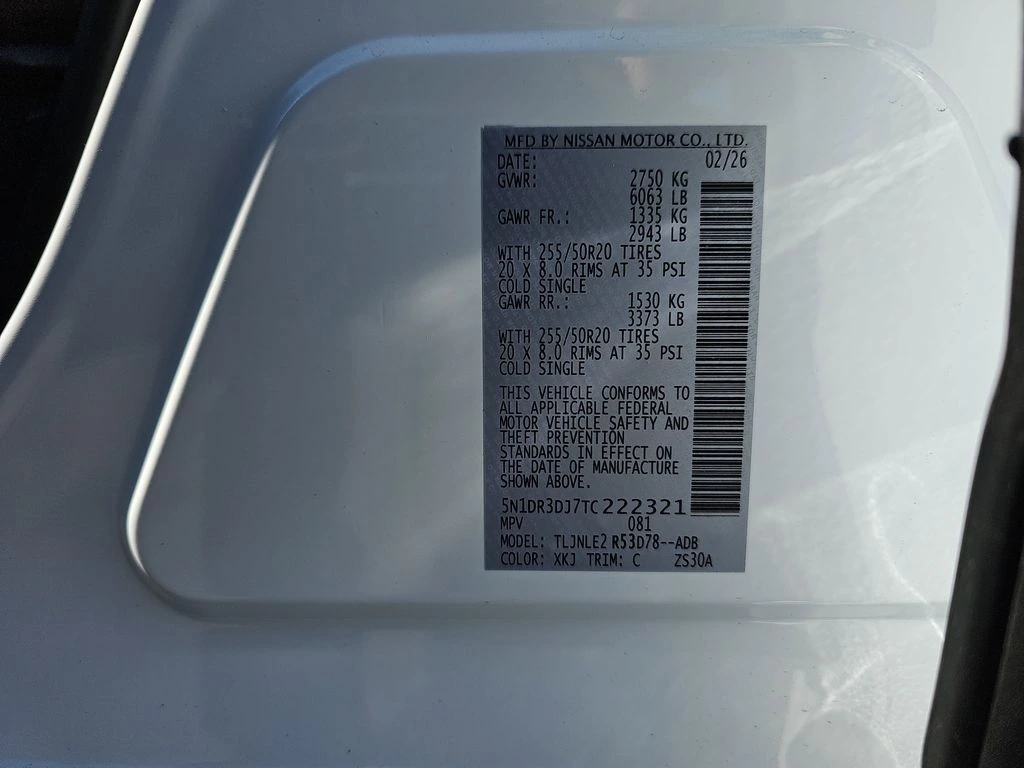 MFD BY NISSAN MOTOR CO., LTD.
DATE: 02/26
GVWR: 2750 KG
6063 LB
GAWR FR.: 1335 KG
2943 LB
WITH 255/50R20 TIRES
20 X 8.0 RIMS AT 35 PSI
COLD SINGLE
GAWR RR.: 1530 KG
3373 LB
WITH 255/50R20 TIRES
20 X 8.0 RIMS AT 35 PSI
COLD SINGLE
THIS VEHICLE CONFORMS TO
ALL APPLICABLE FEDERAL
MOTOR VEHICLE SAFETY AND
THEFT PREVENTION
STANDARDS IN EFFECT ON
THE DATE OF MANUFACTURE
SHOWN ABOVE.
5N1DR3DJ7TC222321
MPV 081
MODEL: TLJNLE2 R53D78--ADB
COLOR: XKJ TRIM: C ZS30A